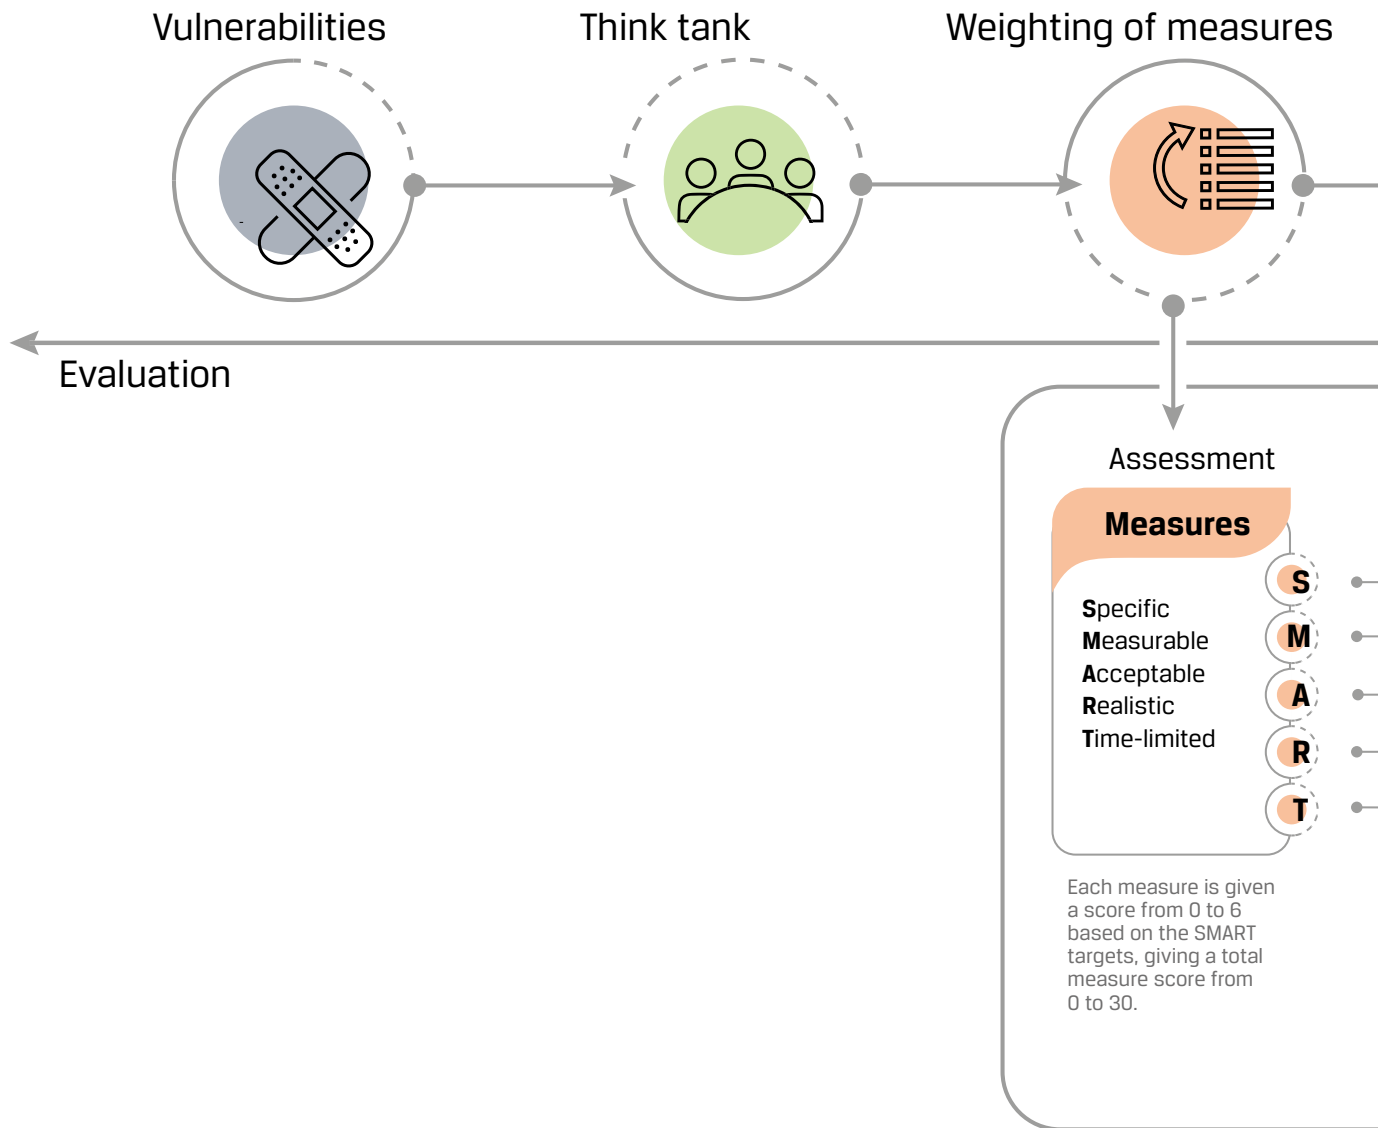 Vulnerabilities
Think tank
Weighting of measures
Evaluation
Assessment
Measures
Specific
Measurable
Acceptable
Realistic
Time-limited
S
M
A
R
T
Each measure is given
a score from 0 to 6
based on the SMART
targets, giving a total
measure score from
0 to 30.